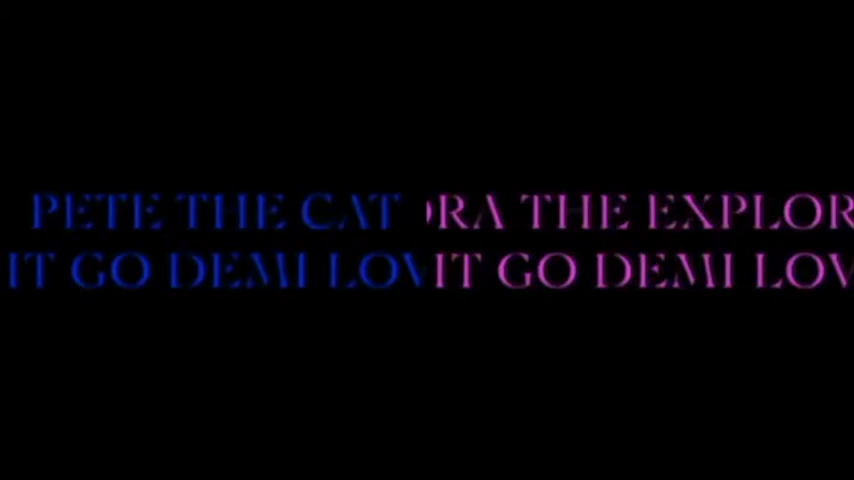 PETE THE CAT
IT GO DEMI LOV
RA THE EXPLOR
IT GO DEMI LOV